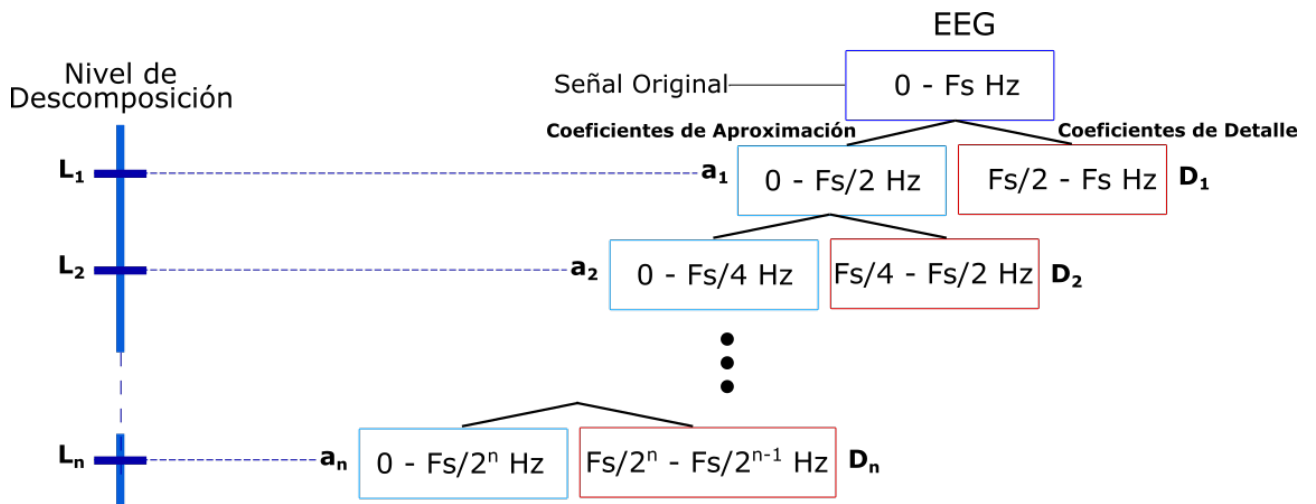 EEG
Nivel de
Descomposición
Señal Original
0 - Fs Hz
Coeficientes de Aproximación
Coeficientes de Detalle
L₁
a₁
0 - Fs/2 Hz
Fs/2 - Fs Hz
D₁
L₂
a₂
0 - Fs/4 Hz
Fs/4 - Fs/2 Hz
D₂
Lₙ
aₙ
0 - Fs/2ⁿ Hz
Fs/2ⁿ - Fs/2ⁿ⁻¹ Hz
Dₙ